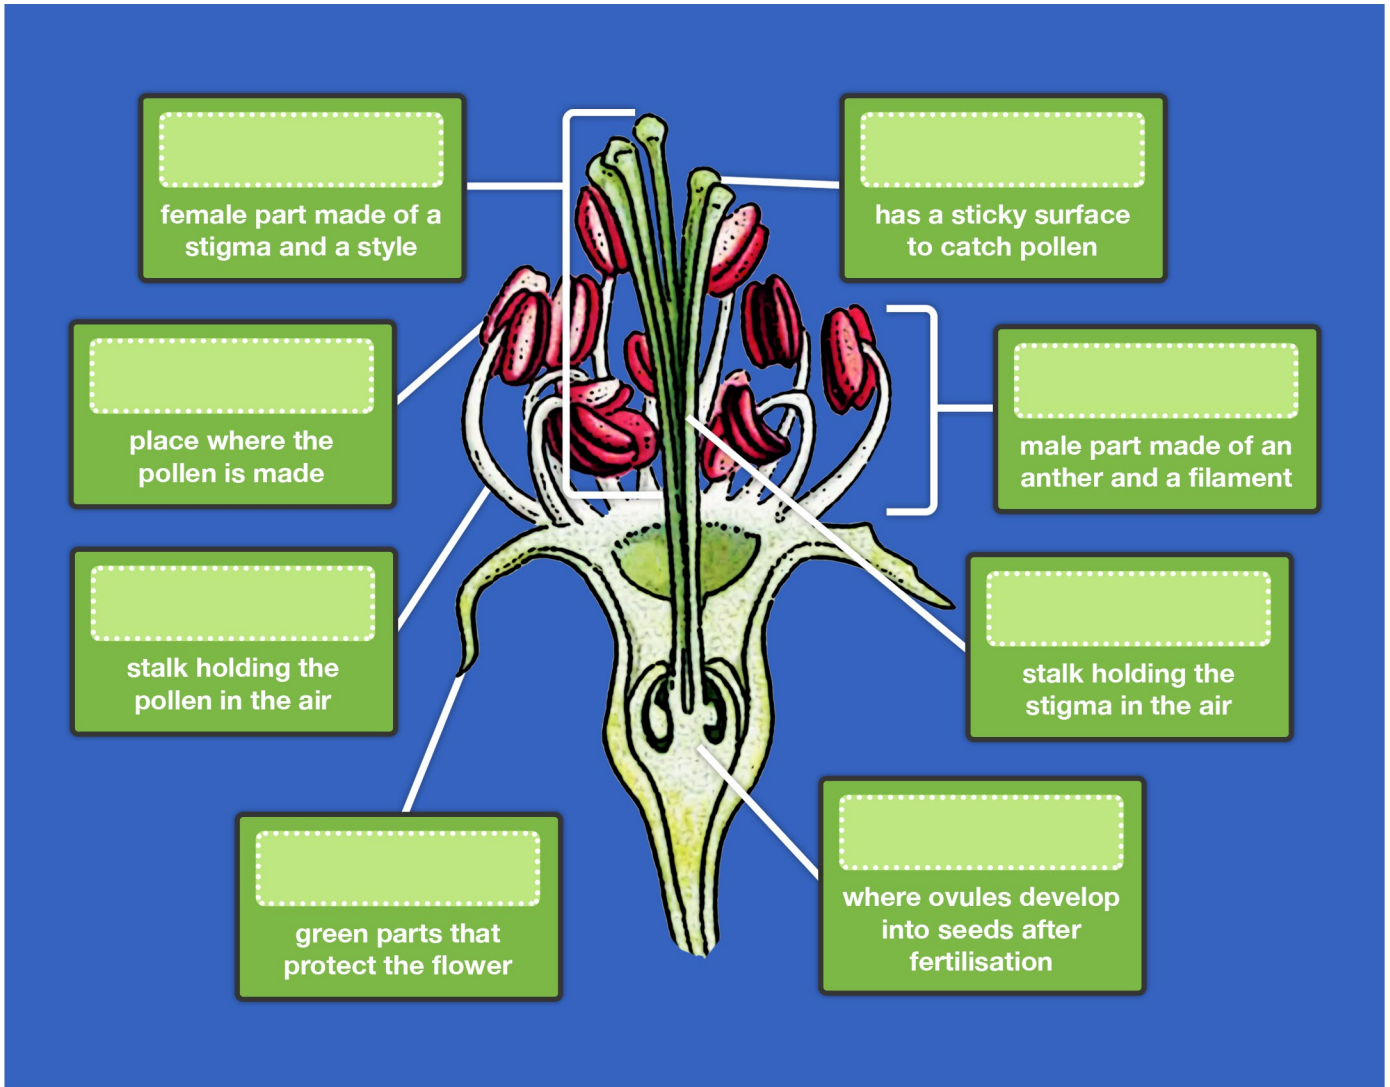 female part made of a
stigma and a style
has a sticky surface
to catch pollen
place where the
pollen is made
male part made of an
anther and a filament
stalk holding the
pollen in the air
stalk holding the
stigma in the air
green parts that
protect the flower
where ovules develop
into seeds after
fertilisation